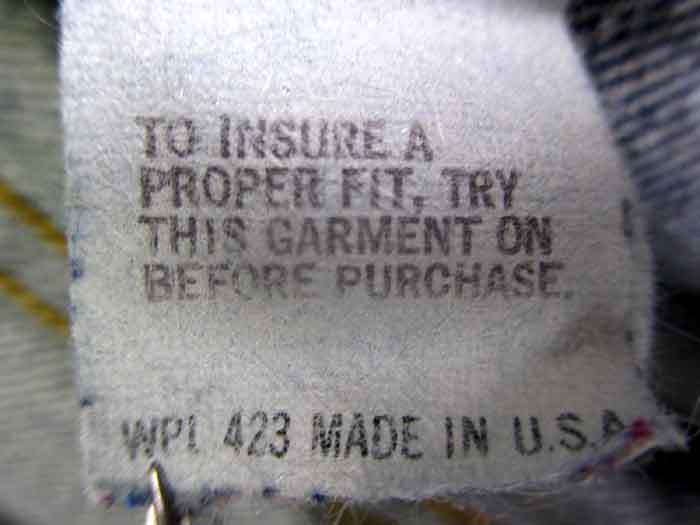 TO INSURE A
PROPER FIT, TRY
THIS GARMENT ON
BEFORE PURCHASE.
WPL 423 MADE IN U.S.A